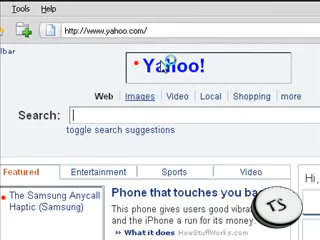 Tools Help
http://www.yahoo.com/
lbar
Yahoo!
Web Images Video Local Shopping more
Search:
toggle search suggestions
Featured Entertainment Sports Video
The Samsung Anycall
Haptic (Samsung)
Phone that touches you ba
This phone gives users good vibrat
and the iPhone a run for its money.
» What it does HowStuffWorks.com
Hi,
TS